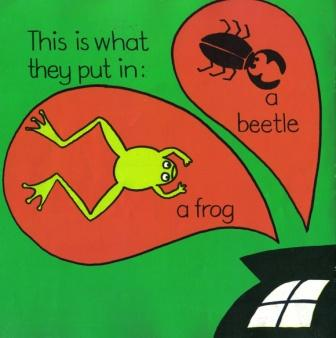 This is what
they put in:
a
beetle
a frog